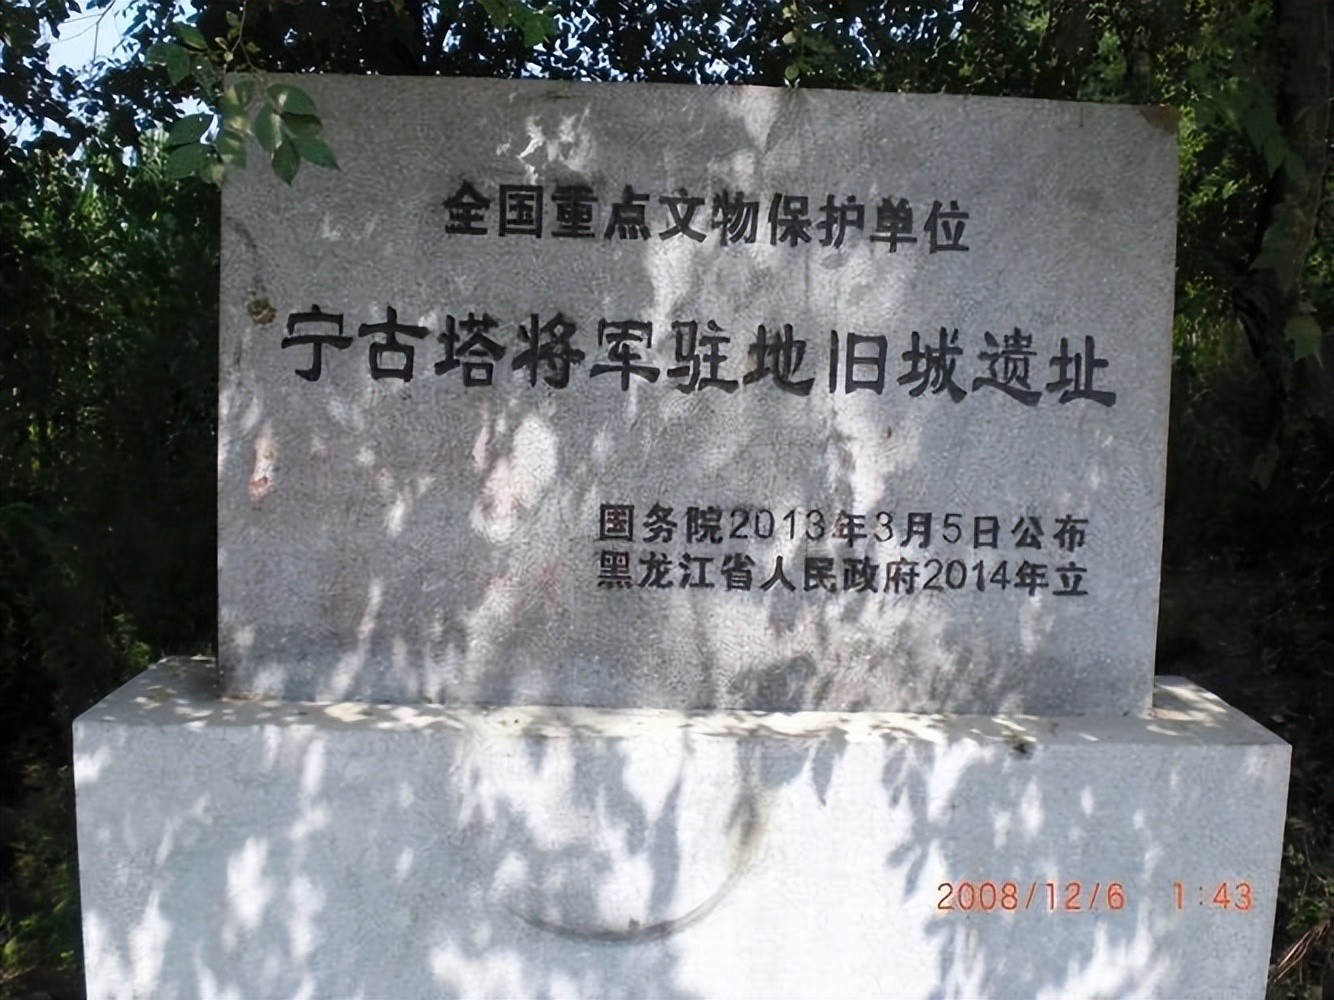 全国重点文物保护单位
宁古塔将军驻地旧城遗址
国务院2013年3月5日公布
黑龙江省人民政府2014年立
2008/12/6 1:43